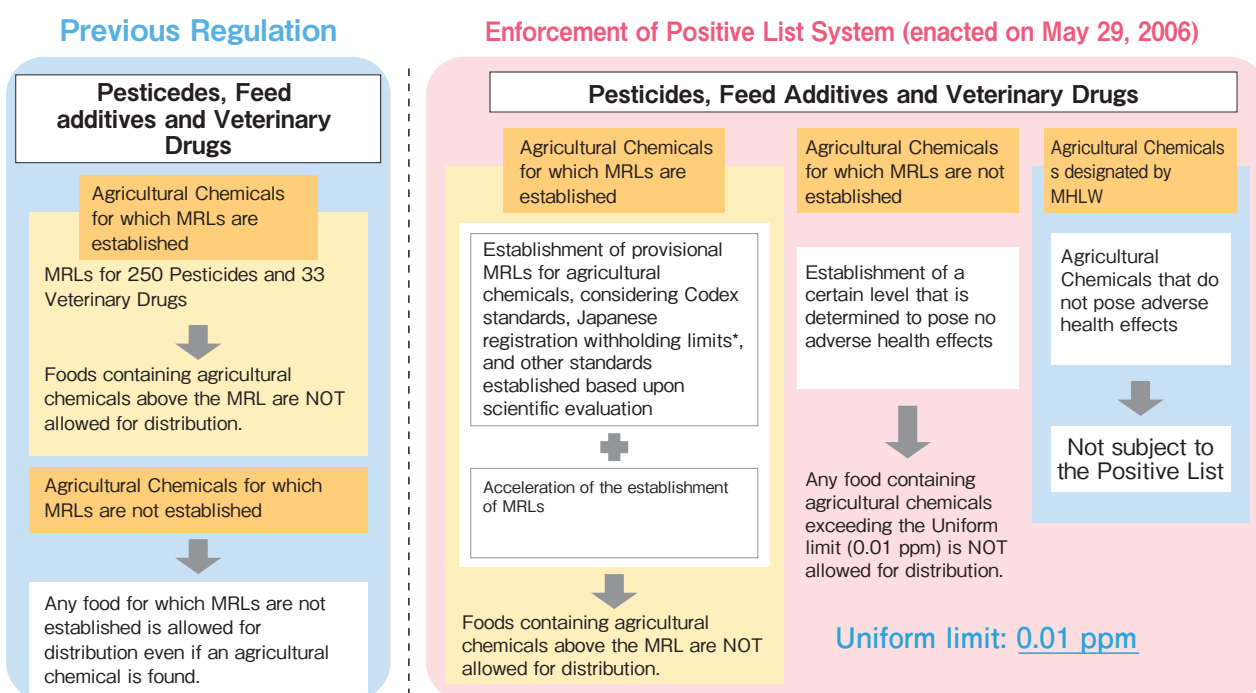 Previous Regulation
Pesticedes, Feed
additives and Veterinary
Drugs
Agricultural Chemicals
for which MRLs are
established
MRLs for 250 Pesticides and 33
Veterinary Drugs
Foods containing agricultural
chemicals above the MRL are NOT
allowed for distribution.
Agricultural Chemicals for which
MRLs are not established
Any food for which MRLs are not
established is allowed for
distribution even if an agricultural
chemical is found.
Enforcement of Positive List System (enacted on May 29, 2006)
Pesticides, Feed Additives and Veterinary Drugs
Agricultural Chemicals
for which MRLs are
established
Establishment of provisional
MRLs for agricultural
chemicals, considering Codex
standards, Japanese
registration withholding limits*,
and other standards
established based upon
scientific evaluation
Acceleration of the establishment
of MRLs
Foods containing agricultural
chemicals above the MRL are NOT
allowed for distribution.
Agricultural Chemicals
for which MRLs are not
established
Establishment of a
certain level that is
determined to pose no
adverse health effects
Any food containing
agricultural chemicals
exceeding the Uniform
limit (0.01 ppm) is NOT
allowed for distribution.
Agricultural Chemicals
s designated by
MHLW
Agricultural
Chemicals that do
not pose adverse
health effects
Not subject to
the Positive List
Uniform limit: 0.01 ppm